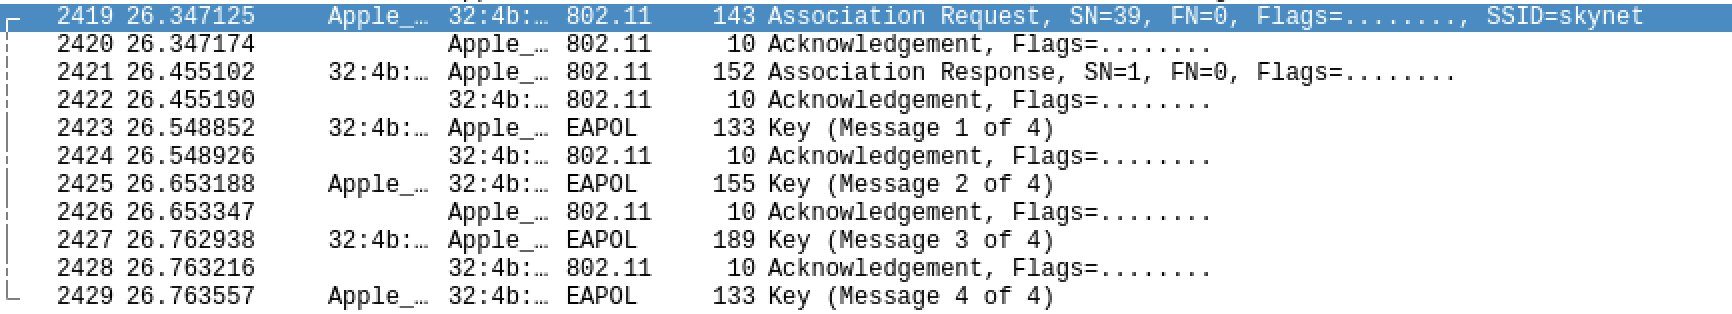 2419 26.347125 Apple_… 32:4b:… 802.11 143 Association Request, SN=39, FN=0, Flags=........, SSID=skynet
2420 26.347174 Apple_… 802.11 10 Acknowledgement, Flags=........
2421 26.455102 32:4b:… Apple_… 802.11 152 Association Response, SN=1, FN=0, Flags=........
2422 26.455190 32:4b:… 802.11 10 Acknowledgement, Flags=........
2423 26.548852 32:4b:… Apple_… EAPOL 133 Key (Message 1 of 4)
2424 26.548926 32:4b:… 802.11 10 Acknowledgement, Flags=........
2425 26.653188 Apple_… 32:4b:… EAPOL 155 Key (Message 2 of 4)
2426 26.653347 Apple_… 802.11 10 Acknowledgement, Flags=........
2427 26.762938 32:4b:… Apple_… EAPOL 189 Key (Message 3 of 4)
2428 26.763216 32:4b:… 802.11 10 Acknowledgement, Flags=........
2429 26.763557 Apple_… 32:4b:… EAPOL 133 Key (Message 4 of 4)